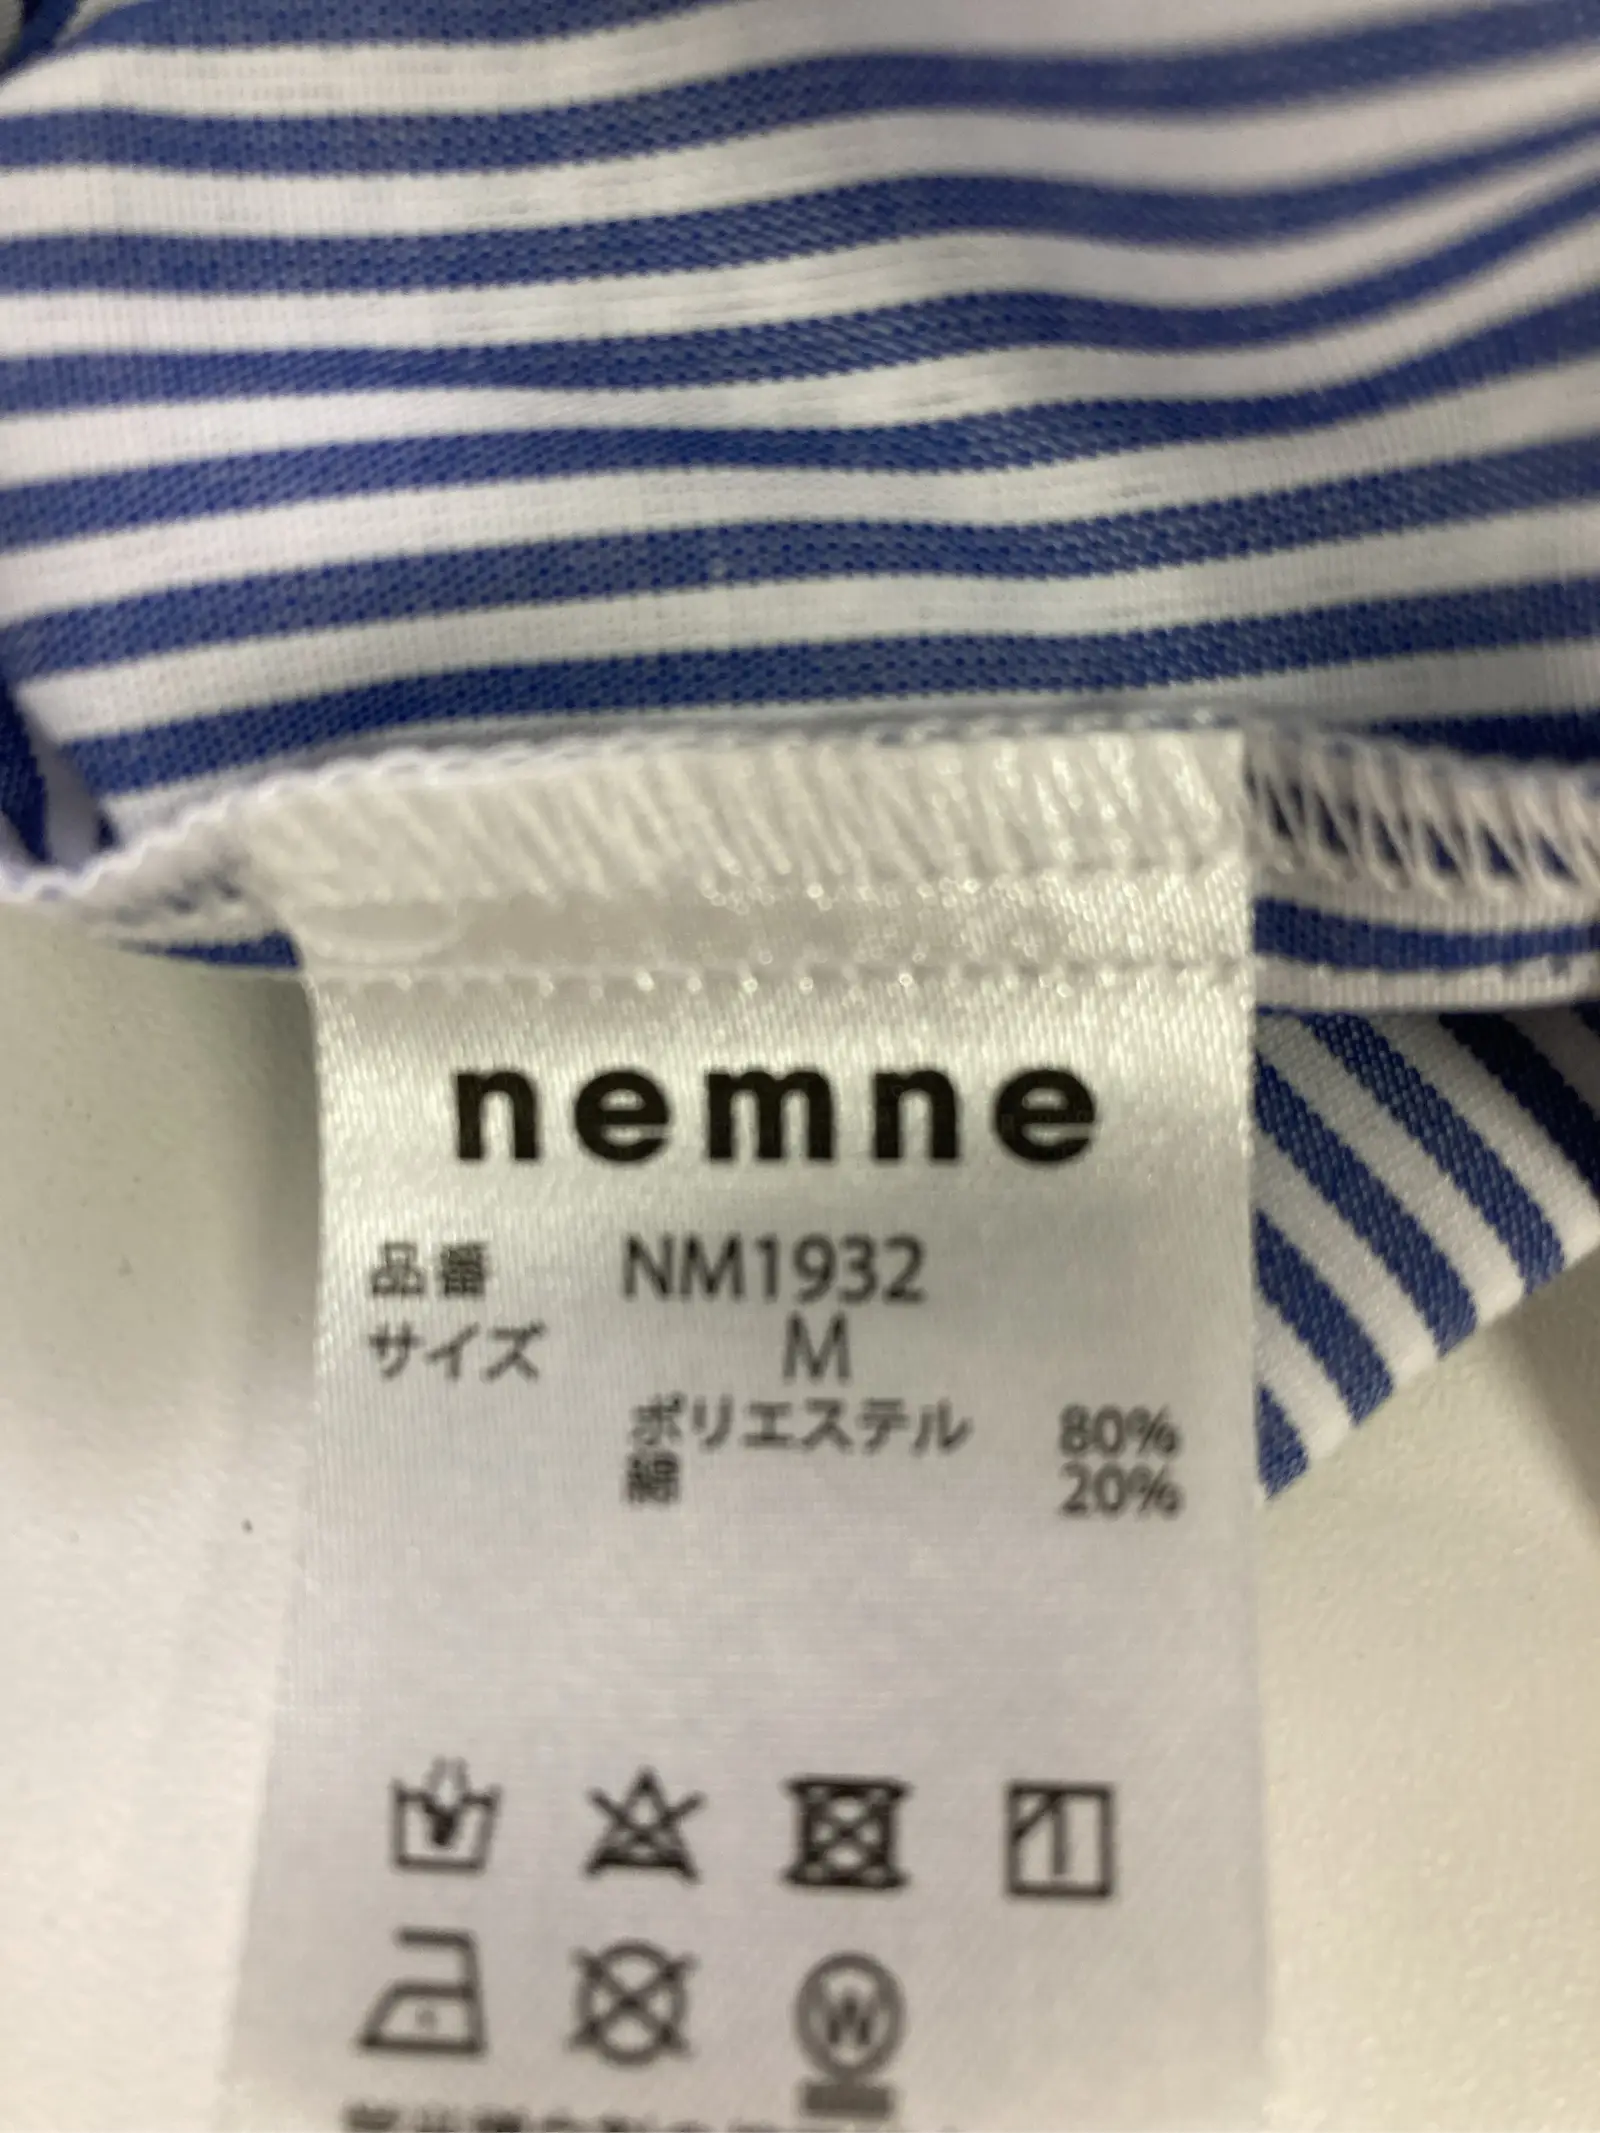 nemne
品番 NM1932
サイズ M
ポリエステル 80%
綿 20%
W